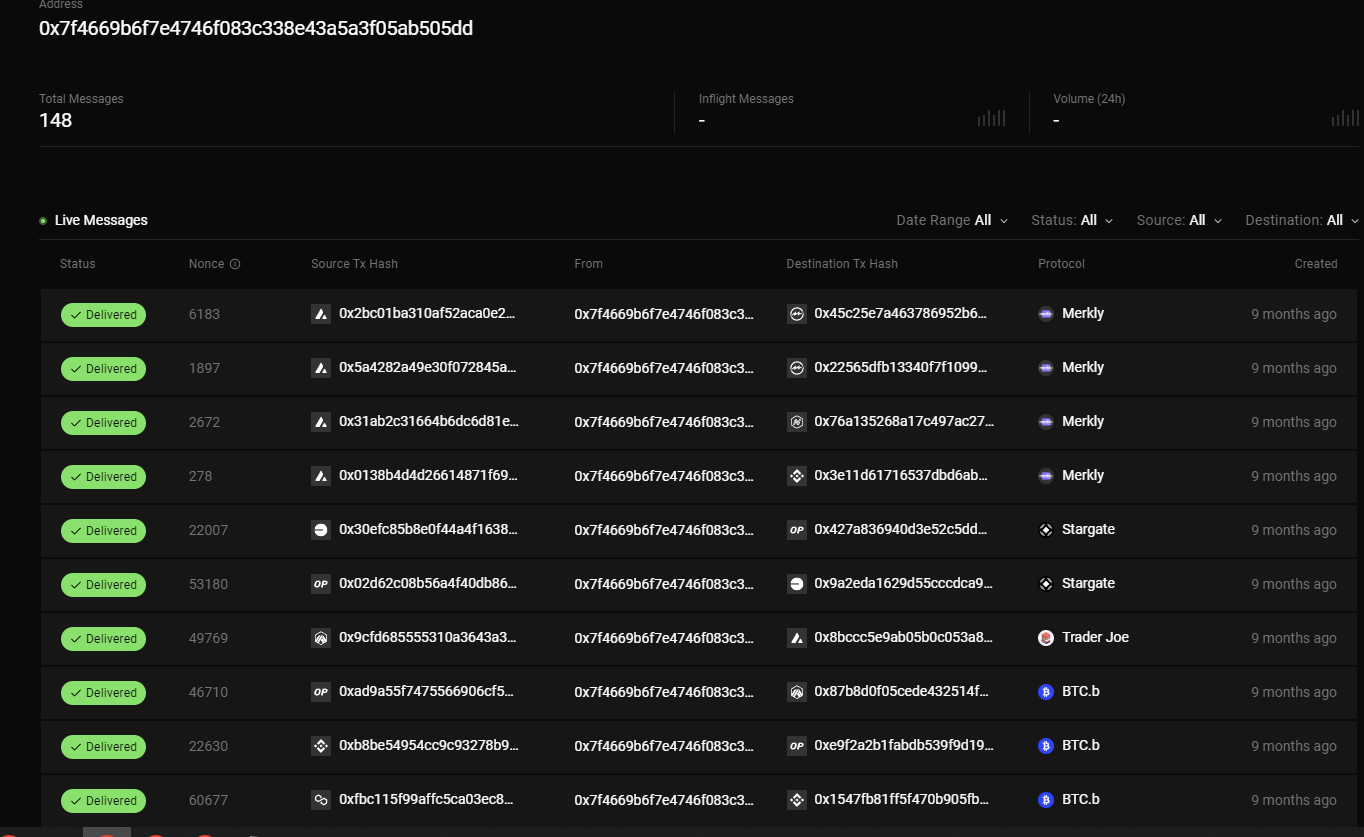 Address
0x7f4669b6f7e4746f083c338e43a5a3f05ab505dd
Total Messages Inflight Messages Volume (24h)
148 - -
Live Messages Date Range All Status: All Source: All Destination: All
Status Nonce Source Tx Hash From Destination Tx Hash Protocol Created
Delivered 6183 0x2bc01ba310af52aca0e2... 0x7f4669b6f7e4746f083c3... 0x45c25e7a463786952b6... Merkly 9 months ago
Delivered 1897 0x5a4282a49e30f072845a... 0x7f4669b6f7e4746f083c3... 0x22565dfb13340f7f1099... Merkly 9 months ago
Delivered 2672 0x31ab2c31664b6dc6d81e... 0x7f4669b6f7e4746f083c3... 0x76a135268a17c497ac27... Merkly 9 months ago
Delivered 278 0x0138b4d4d26614871f69... 0x7f4669b6f7e4746f083c3... 0x3e11d61716537dbd6ab... Merkly 9 months ago
Delivered 22007 0x30efc85b8e0f44a4f1638... 0x7f4669b6f7e4746f083c3... OP 0x427a836940d3e52c5dd... Stargate 9 months ago
Delivered 53180 OP 0x02d62c08b56a4f40db86... 0x7f4669b6f7e4746f083c3... 0x9a2eda1629d55cccdca9... Stargate 9 months ago
Delivered 49769 0x9cfd685555310a3643a3... 0x7f4669b6f7e4746f083c3... 0x8bccc5e9ab05b0c053a8... Trader Joe 9 months ago
Delivered 46710 OP 0xad9a55f7475566906cf5... 0x7f4669b6f7e4746f083c3... 0x87b8d0f05cede432514f... BTC.b 9 months ago
Delivered 22630 0xb8be54954cc9c93278b9... 0x7f4669b6f7e4746f083c3... OP 0xe9f2a2b1fabdb539f9d19... BTC.b 9 months ago
Delivered 60677 0xfbc115f99affc5ca03ec8... 0x7f4669b6f7e4746f083c3... 0x1547fb81ff5f470b905fb... BTC.b 9 months ago